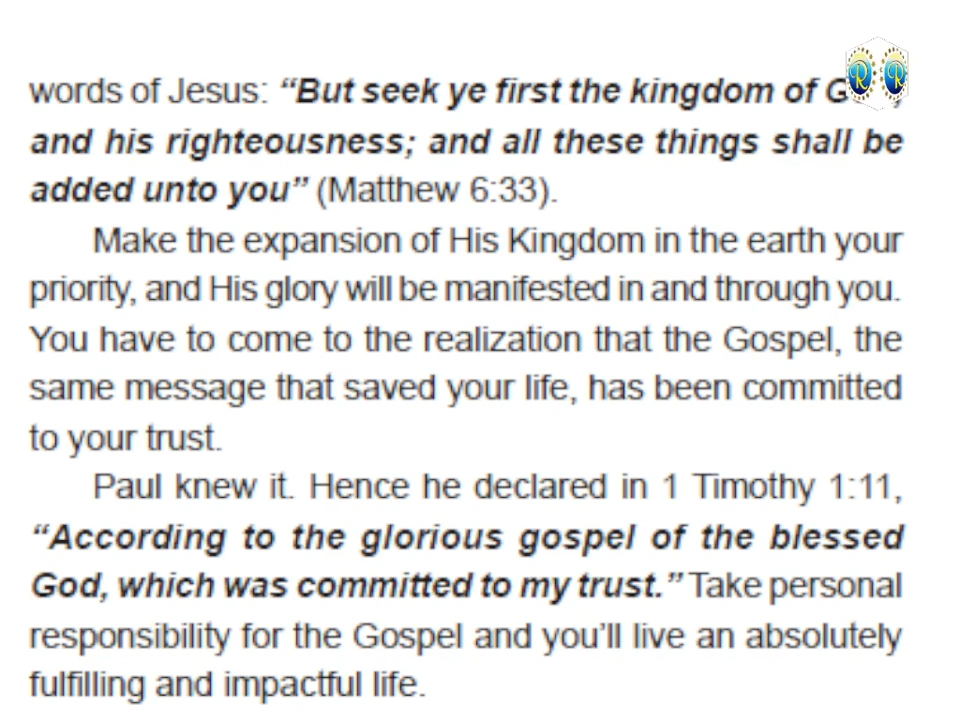 words of Jesus: “But seek ye first the kingdom of
and his righteousness; and all these things shall be
added unto you” (Matthew 6:33).
Make the expansion of His Kingdom in the earth your
priority, and His glory will be manifested in and through you.
You have to come to the realization that the Gospel, the
same message that saved your life, has been committed
to your trust.
Paul knew it. Hence he declared in 1 Timothy 1:11,
“According to the glorious gospel of the blessed
God, which was committed to my trust.” Take personal
responsibility for the Gospel and you’ll live an absolutely
fulfilling and impactful life.